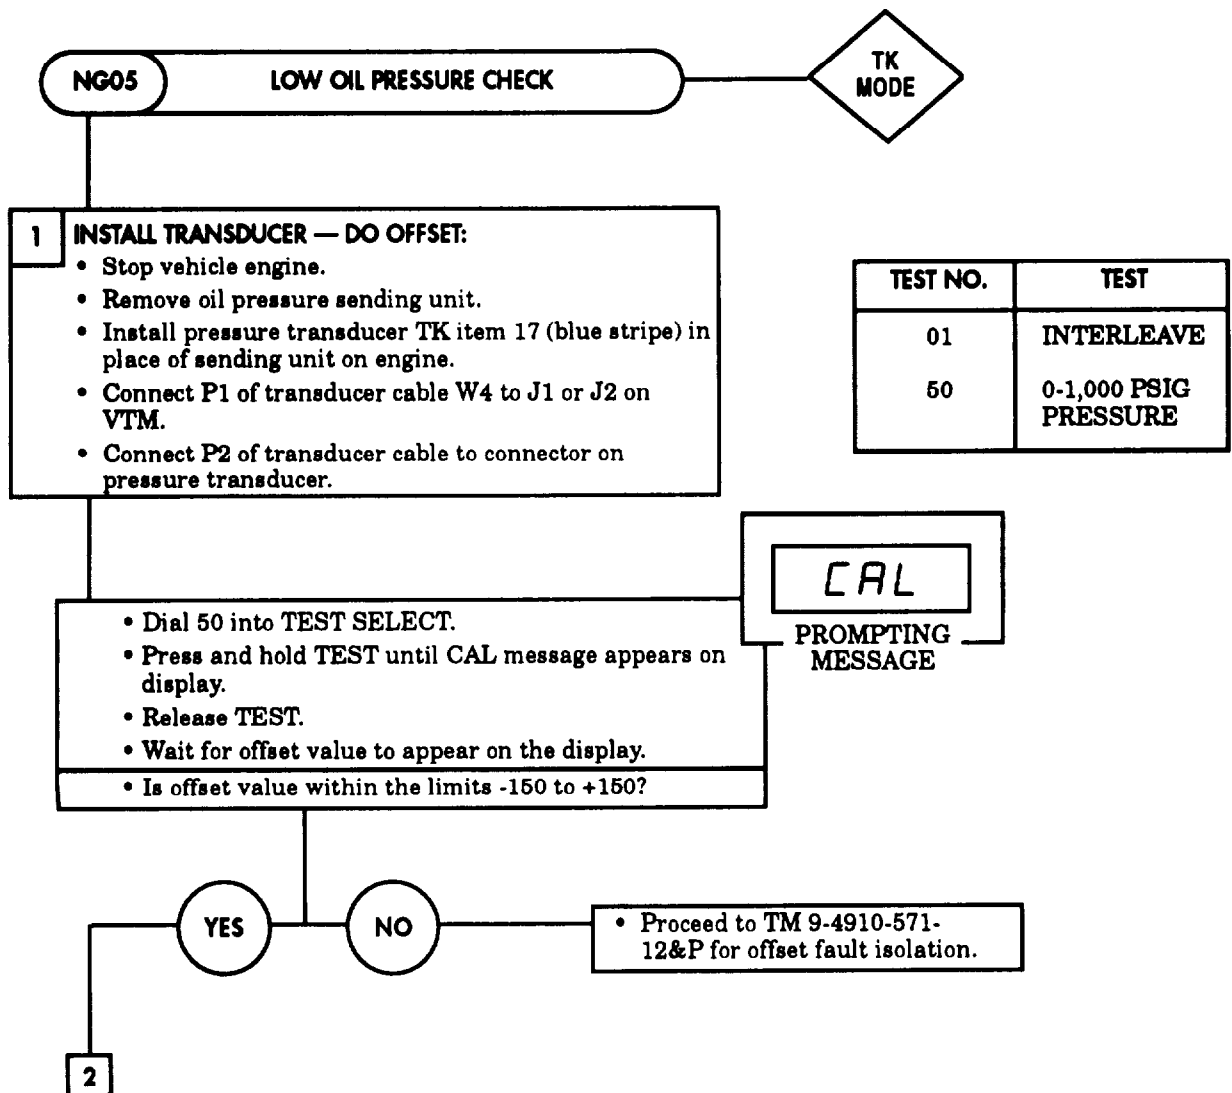 NG05 LOW OIL PRESSURE CHECK
TK
MODE
1 INSTALL TRANSDUCER — DO OFFSET:
• Stop vehicle engine.
• Remove oil pressure sending unit.
• Install pressure transducer TK item 17 (blue stripe) in
place of sending unit on engine.
• Connect P1 of transducer cable W4 to J1 or J2 on
VTM.
• Connect P2 of transducer cable to connector on
pressure transducer.
TEST NO. TEST
01 INTERLEAVE
50 0-1,000 PSIG
PRESSURE
CAL
PROMPTING
MESSAGE
• Dial 50 into TEST SELECT.
• Press and hold TEST until CAL message appears on
display.
• Release TEST.
• Wait for offset value to appear on the display.
• Is offset value within the limits -150 to +150?
YES NO
• Proceed to TM 9-4910-571-
12&P for offset fault isolation.
2